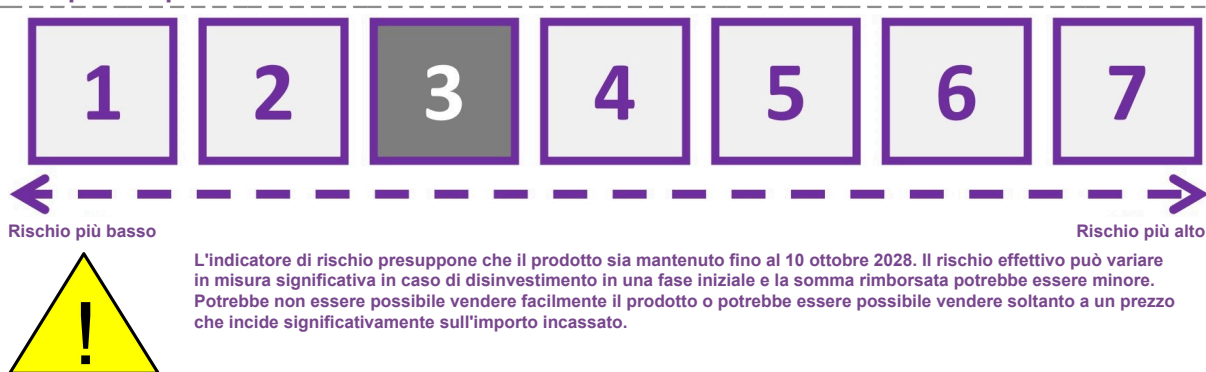 1 2 3 4 5 6 7
Rischio più basso Rischio più alto
L'indicatore di rischio presuppone che il prodotto sia mantenuto fino al 10 ottobre 2028. Il rischio effettivo può variare
in misura significativa in caso di disinvestimento in una fase iniziale e la somma rimborsata potrebbe essere minore.
Potrebbe non essere possibile vendere facilmente il prodotto o potrebbe essere possibile vendere soltanto a un prezzo
che incide significativamente sull'importo incassato.
!